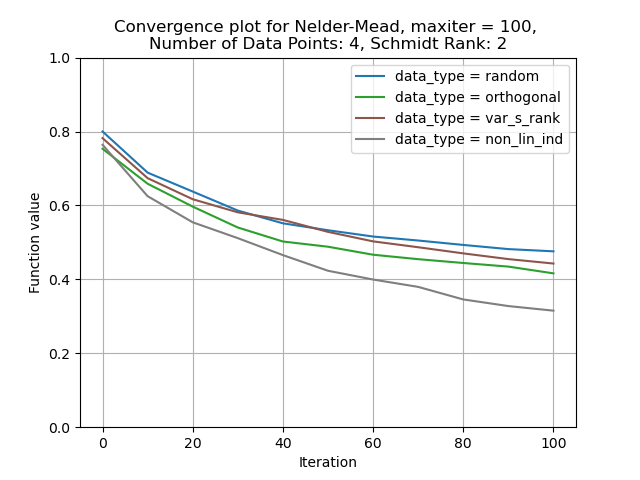 Convergence plot for Nelder-Mead, maxiter = 100,
Number of Data Points: 4, Schmidt Rank: 2
1.0
0.8
0.6
0.4
0.2
0.0
Function value
data_type = random
data_type = orthogonal
data_type = var_s_rank
data_type = non_lin_ind
0 20 40 60 80 100
Iteration